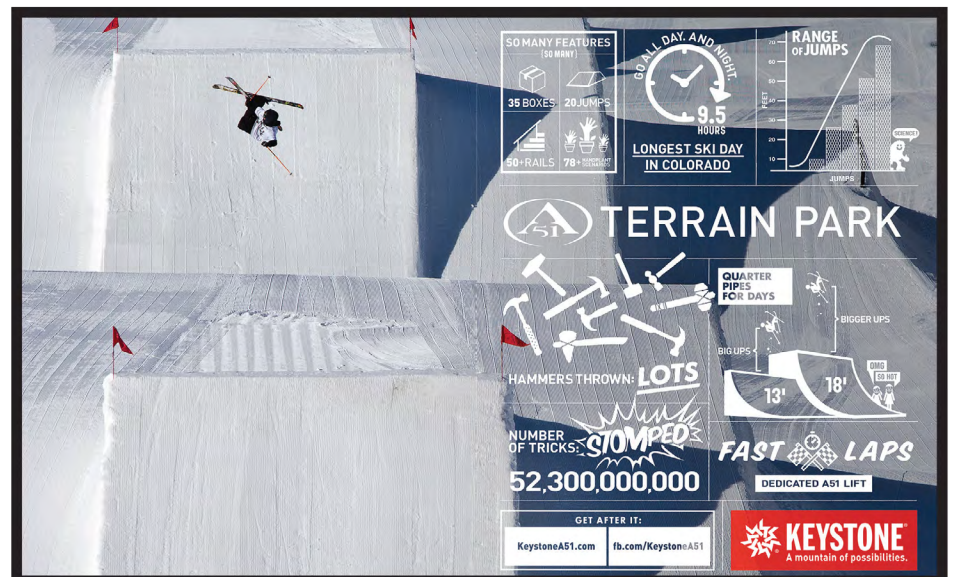 SO MANY FEATURES
(SO MANY)
35 BOXES
20 JUMPS
50+ RAILS
78+ HANDPLANT SCENARIOS
GO ALL DAY. AND NIGHT.
9.5
HOURS
LONGEST SKI DAY
IN COLORADO
RANGE
OF JUMPS
FEET
70
60
50
40
30
20
10
JUMPS
SCIENCE!
A51
TERRAIN PARK
HAMMERS THROWN: LOTS
QUARTER
PIPES
FOR DAYS
BIGGER UPS
BIG UPS
13'
18'
OMG
SO HOT
NUMBER
OF TRICKS: STOMPED
52,300,000,000
FAST LAPS
DEDICATED A51 LIFT
GET AFTER IT:
KeystoneA51.com
fb.com/KeystoneA51
KEYSTONE
A mountain of possibilities.